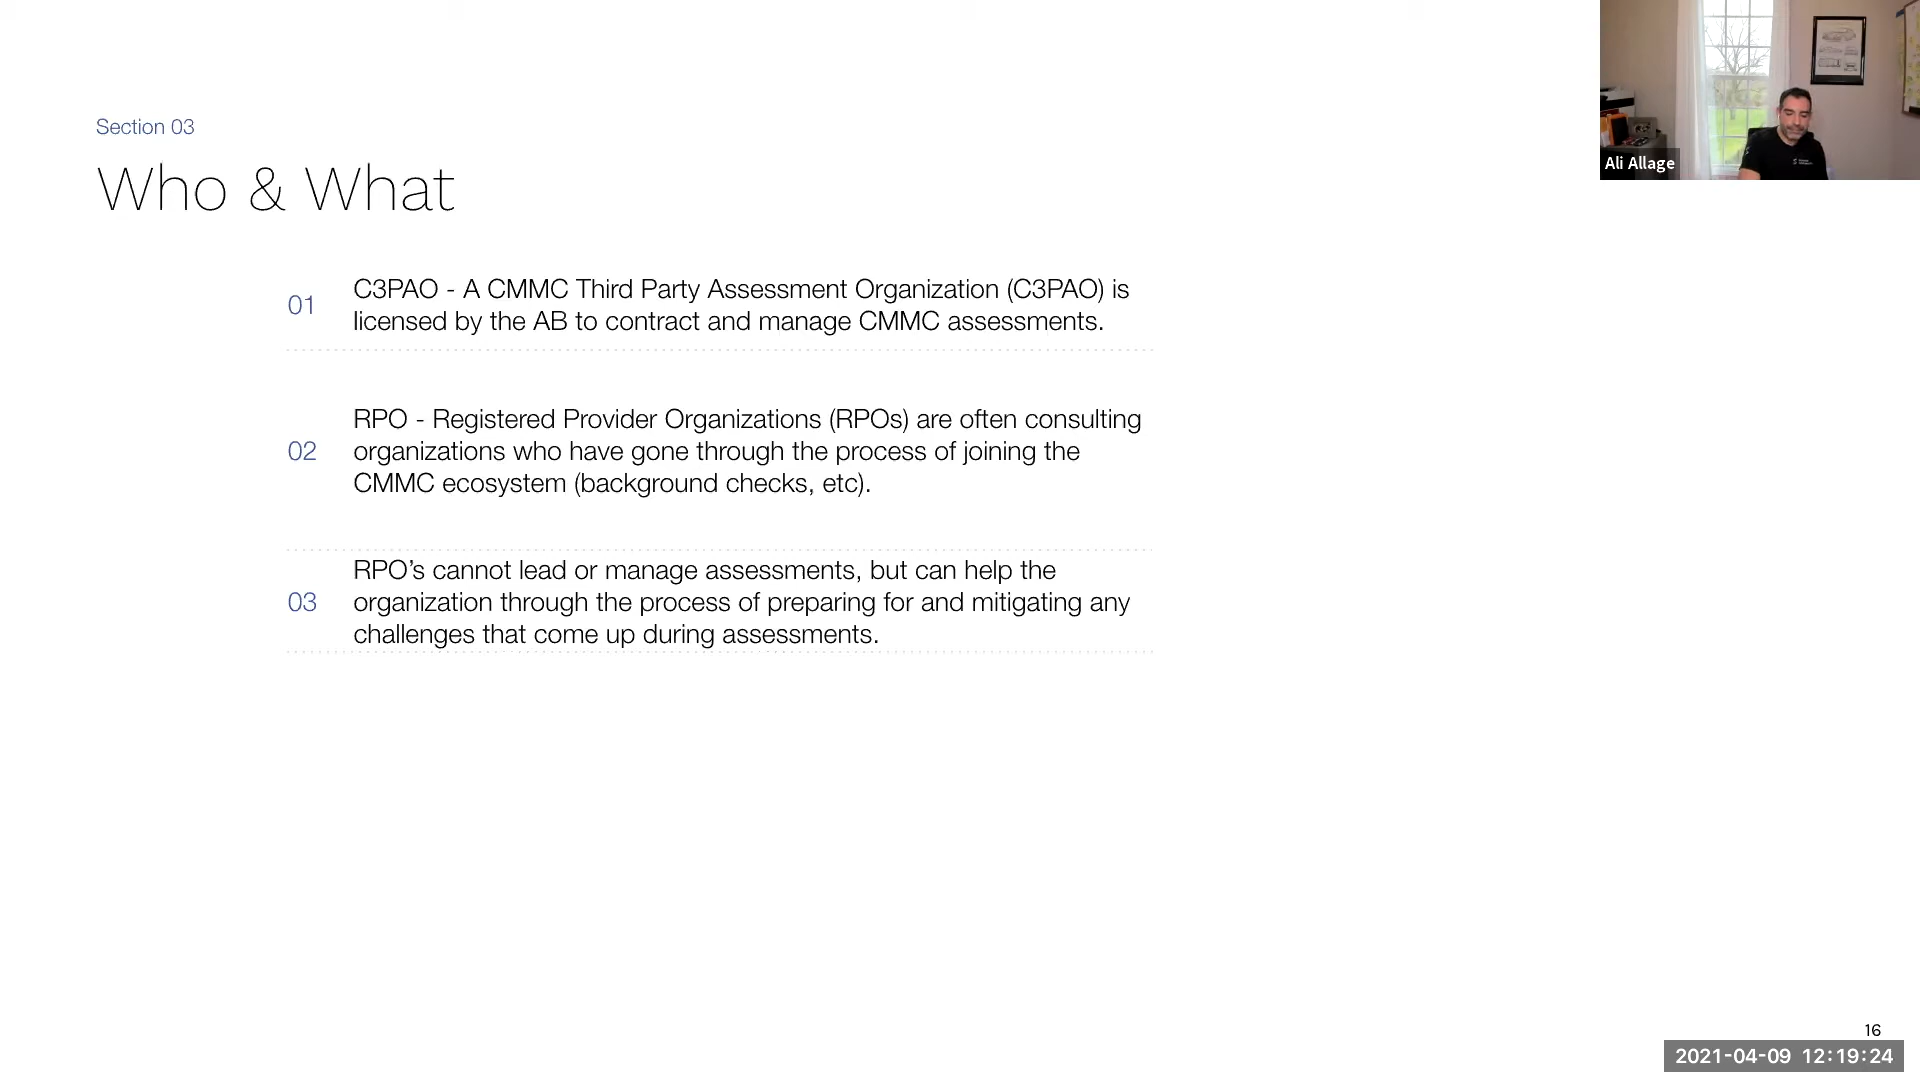 Section 03
Who & What
01
C3PAO - A CMMC Third Party Assessment Organization (C3PAO) is
licensed by the AB to contract and manage CMMC assessments.
02
RPO - Registered Provider Organizations (RPOs) are often consulting
organizations who have gone through the process of joining the
CMMC ecosystem (background checks, etc).
03
RPO’s cannot lead or manage assessments, but can help the
organization through the process of preparing for and mitigating any
challenges that come up during assessments.
Ali Allage
16
2021-04-09 12:19:24